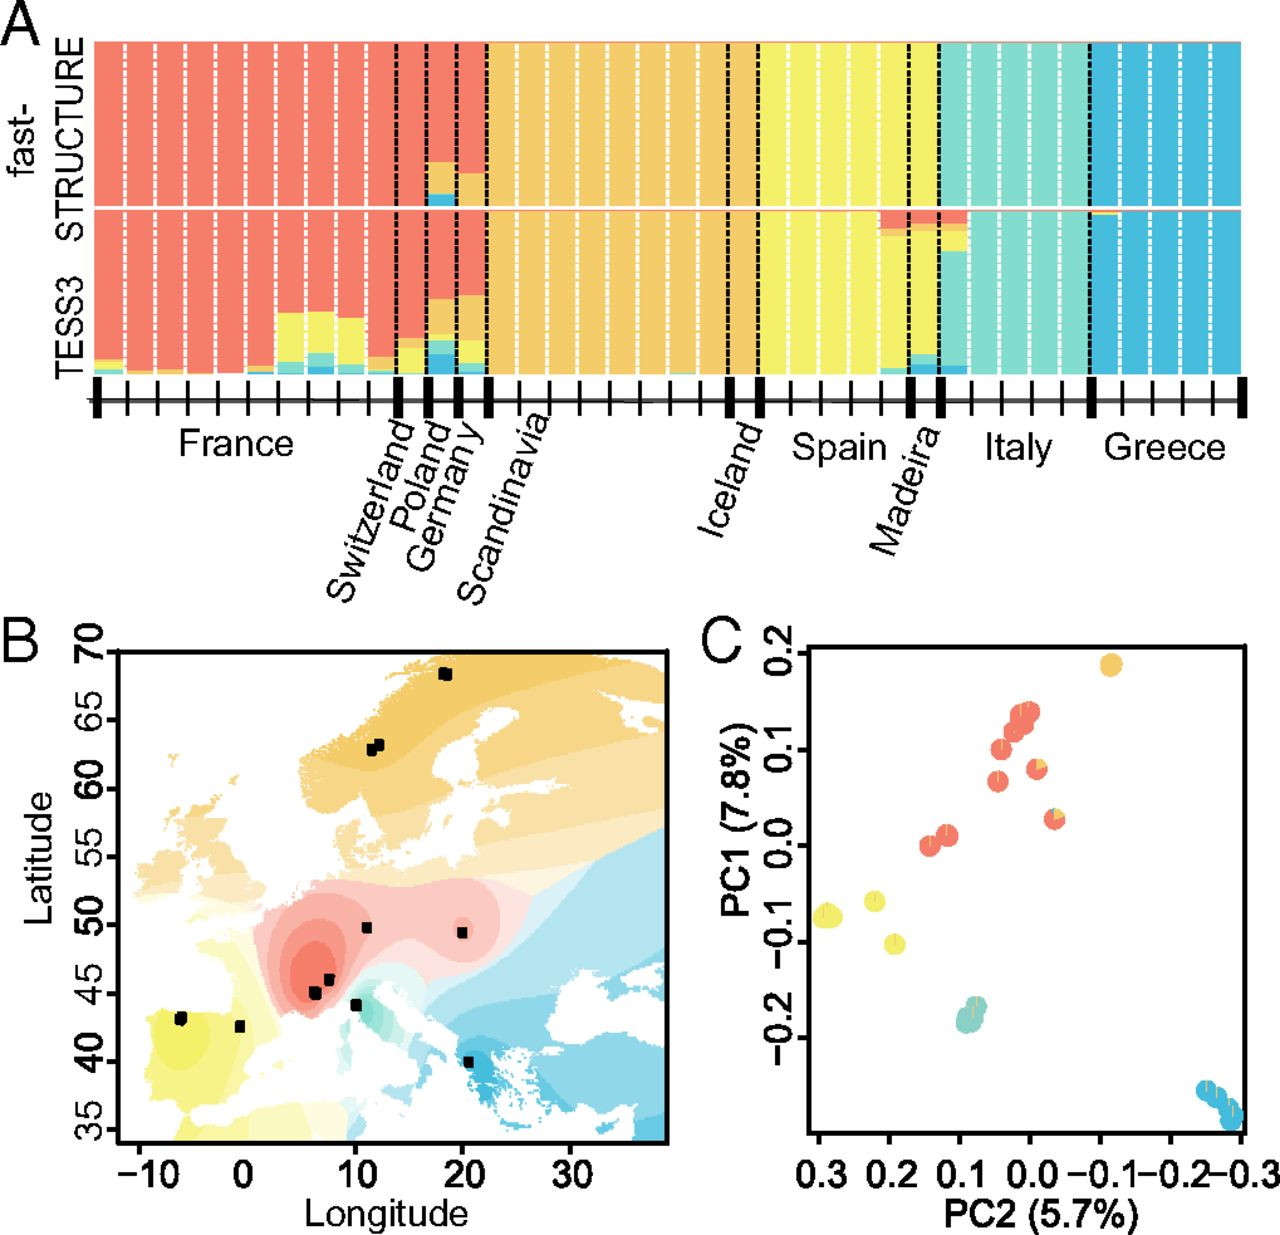 A
fast-
STRUCTURE
TESS3
France
Switzerland
Poland
Germany
Scandinavia
Iceland
Spain
Madeira
Italy
Greece
B
70
65
60
55
50
45
40
35
Latitude
−10 0 10 20 30
Longitude
C
0.2
0.1
0.0
−0.1
−0.2
PC1 (7.8%)
0.3 0.2 0.1 0.0 −0.1 −0.2 −0.3
PC2 (5.7%)